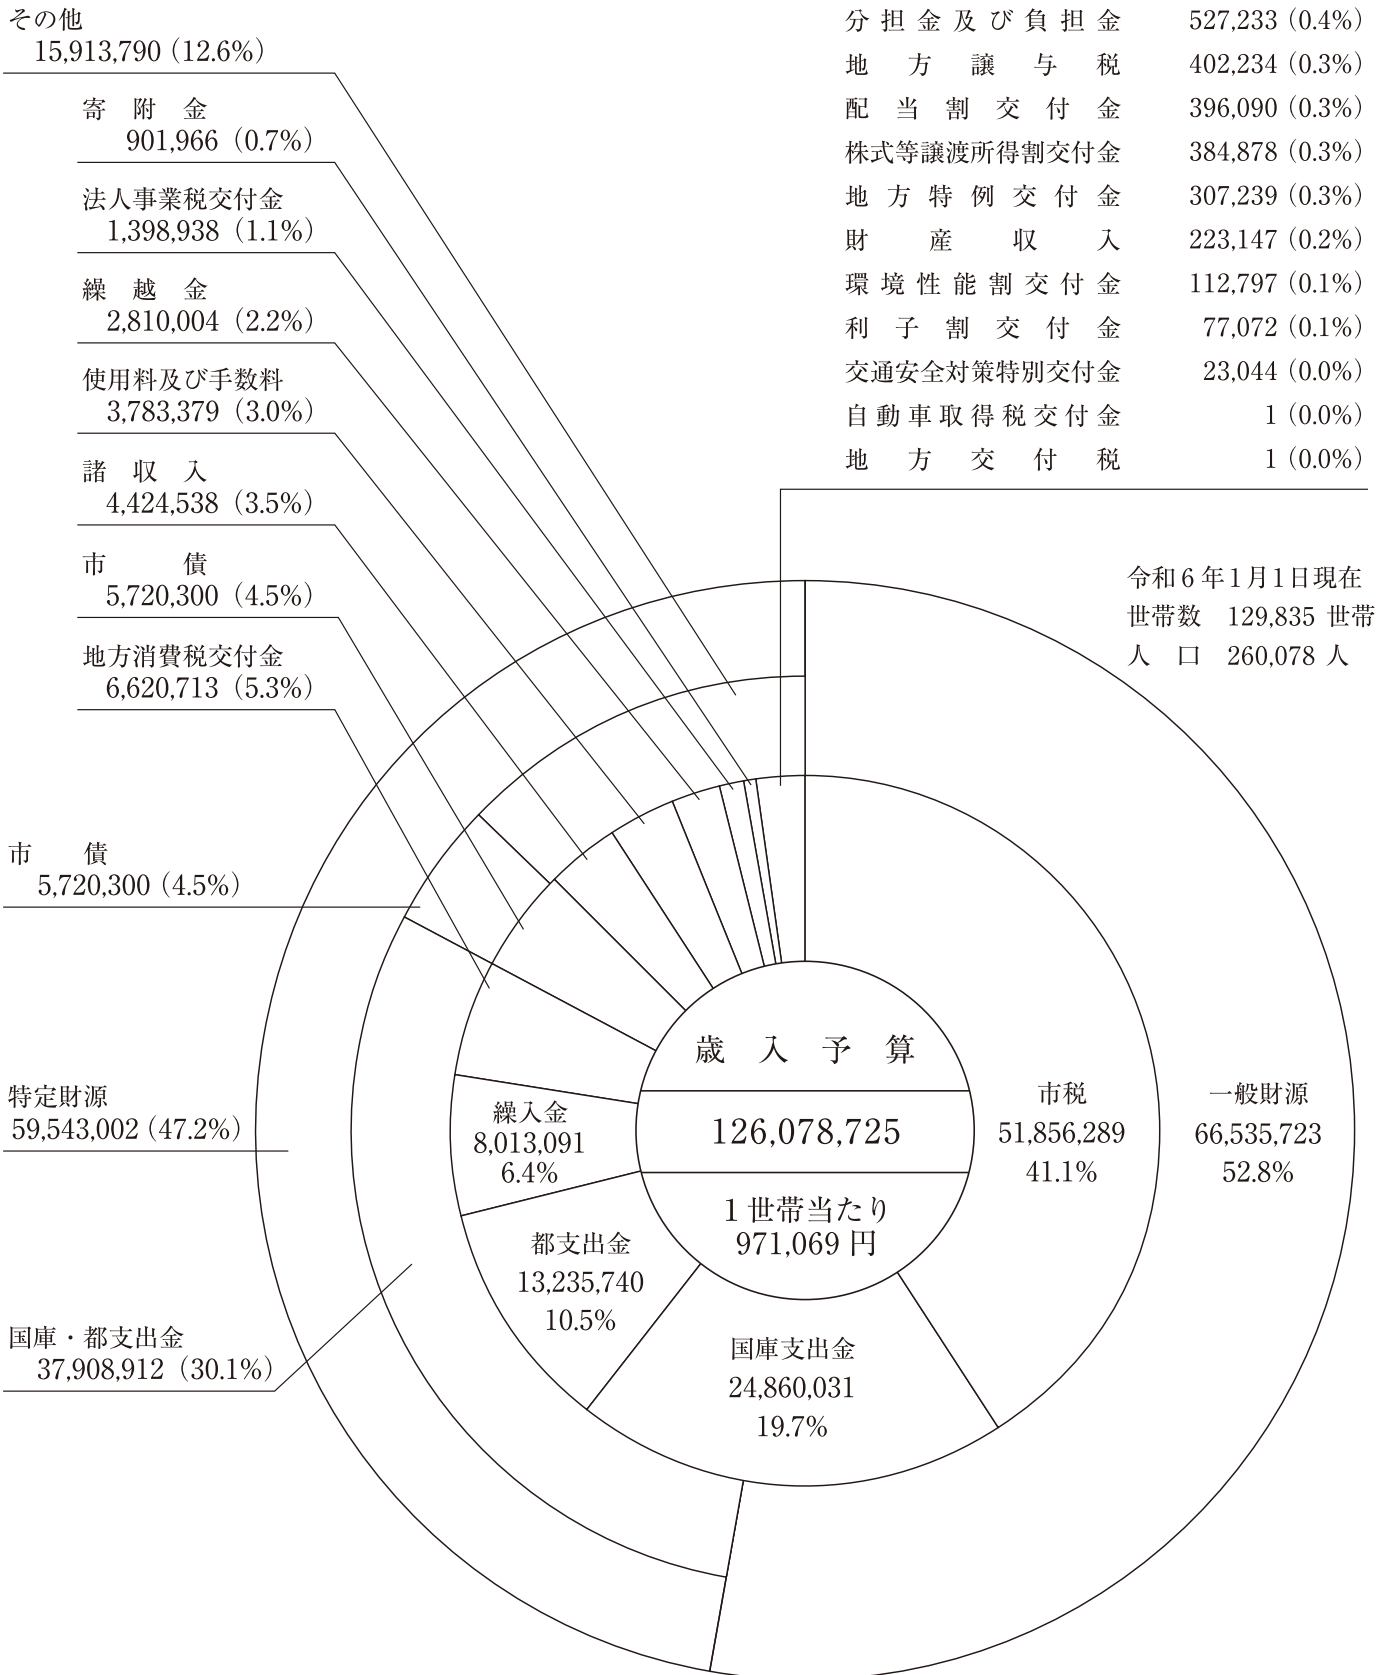 その他
15,913,790 (12.6%)
寄附金
901,966 (0.7%)
法人事業税交付金
1,398,938 (1.1%)
繰越金
2,810,004 (2.2%)
使用料及び手数料
3,783,379 (3.0%)
諸収入
4,424,538 (3.5%)
市債
5,720,300 (4.5%)
地方消費税交付金
6,620,713 (5.3%)
市債
5,720,300 (4.5%)
特定財源
59,543,002 (47.2%)
国庫・都支出金
37,908,912 (30.1%)
分担金及び負担金 527,233 (0.4%)
地方譲与税 402,234 (0.3%)
配当割交付金 396,090 (0.3%)
株式等譲渡所得割交付金 384,878 (0.3%)
地方特例交付金 307,239 (0.3%)
財産収入 223,147 (0.2%)
環境性能割交付金 112,797 (0.1%)
利子割交付金 77,072 (0.1%)
交通安全対策特別交付金 23,044 (0.0%)
自動車取得税交付金 1 (0.0%)
地方交付税 1 (0.0%)
令和6年1月1日現在
世帯数 129,835 世帯
人口 260,078 人
歳入予算
126,078,725
1世帯当たり
971,069 円
繰入金
8,013,091
6.4%
都支出金
13,235,740
10.5%
国庫支出金
24,860,031
19.7%
市税
51,856,289
41.1%
一般財源
66,535,723
52.8%